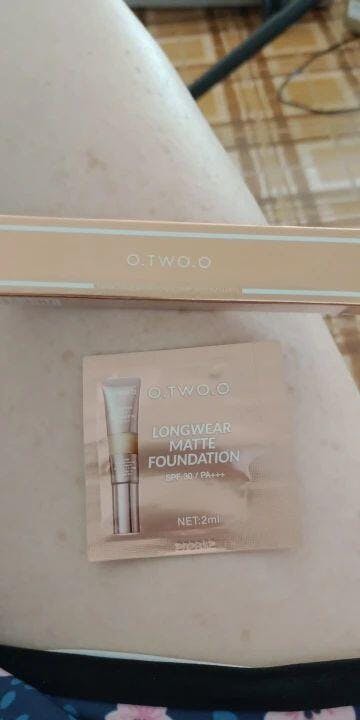 O.TWO.O
O.TWO.O
LONGWEAR
MATTE
FOUNDATION
SPF 30 / PA+++
NET:2ml